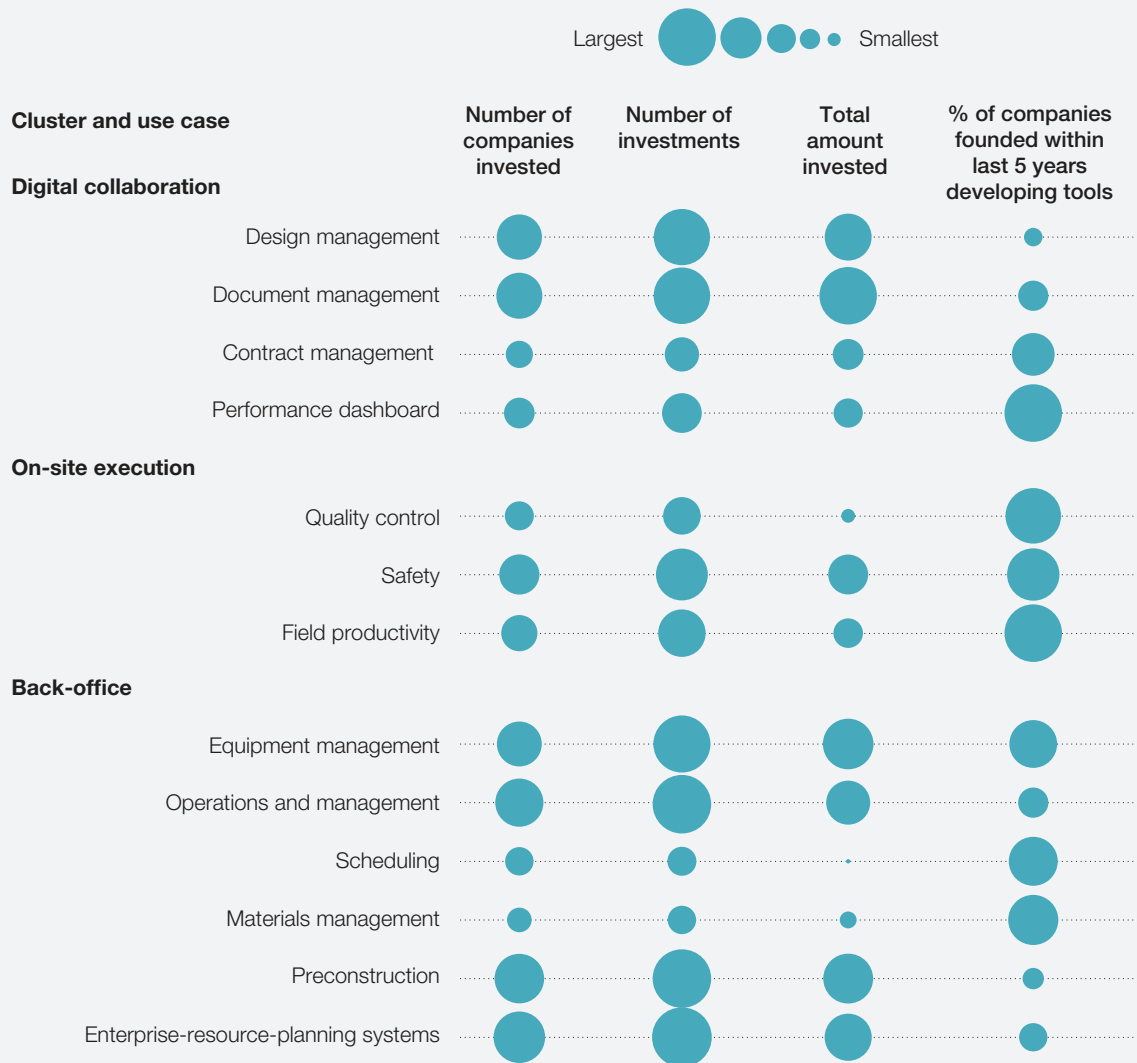 Largest Smallest
Cluster and use case
Number of
companies
invested
Number of
investments
Total
amount
invested
% of companies
founded within
last 5 years
developing tools
Digital collaboration
Design management
Document management
Contract management
Performance dashboard
On-site execution
Quality control
Safety
Field productivity
Back-office
Equipment management
Operations and management
Scheduling
Materials management
Preconstruction
Enterprise-resource-planning systems